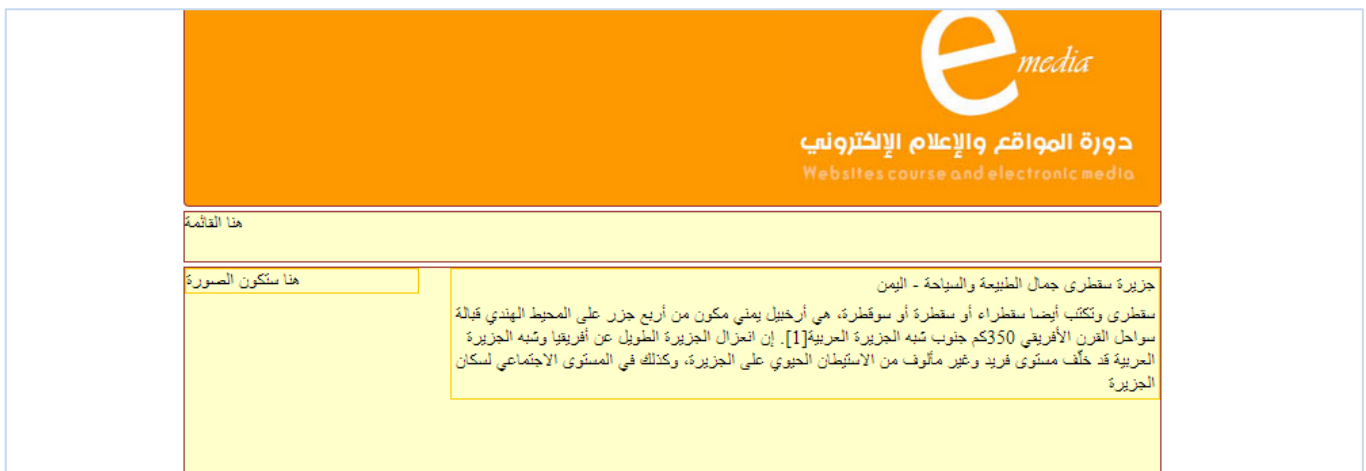 e media
دورة المواقع والإعلام الإلكتروني
Websites course and electronic media
هنا القائمة
جزيرة سقطرى جمال الطبيعة والسياحة - اليمن
سقطرى وتكتب أيضا سقطراء أو سقطرة أو سوقطرة، هي أرخبيل يمني مكون من أربع جزر على المحيط الهندي قبالة
سواحل القرن الأفريقي 350كم جنوب شبه الجزيرة العربية[1]. إن انعزال الجزيرة الطويل عن أفريقيا وشبه الجزيرة
العربية قد خلّف مستوى فريد وغير مألوف من الاستيطان الحيوي على الجزيرة، وكذلك في المستوى الاجتماعي لسكان
الجزيرة
هنا ستكون الصورة